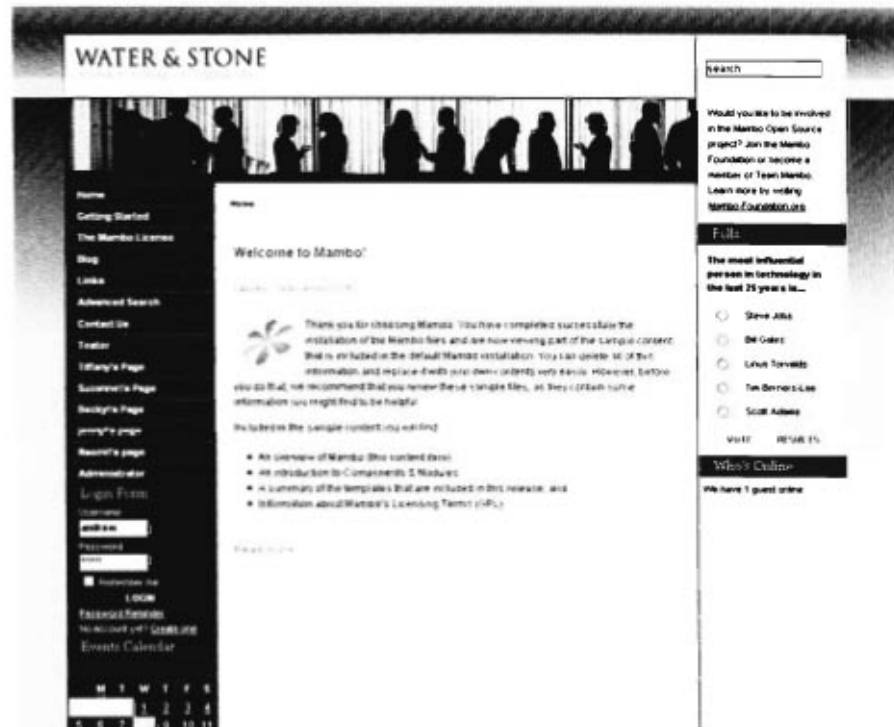 WATER & STONE
search
Would you like to be involved
in the Mambo Open Source
project? Join the Mambo
Foundation or become a
member of Team Mambo.
Learn more by visiting
Mambo-Foundation.org
Polls
The most influential
person in technology in
the last 25 years is...
Steve Jobs
Bill Gates
Linus Torvalds
Tim Berners-Lee
Scott Adams
VOTE RESULTS
Who's Online
We have 1 guest online
Home
Getting Started
The Mambo License
Blog
Links
Advanced Search
Contact Us
Tiffany's Page
Suzanne's Page
Becky's Page
jenny's page
Administrator
Login Form
Username
andrew
Password
Remember me
LOGIN
Password Reminder
No account yet? Create one
Events Calendar
M T W T F S
1 2 3 4
5 6 7 9 10 11
Home
Welcome to Mambo!
Thank you for choosing Mambo. You have completed successfully the
installation of the Mambo files and are now viewing part of the sample content
that is included in the default Mambo installation. You can delete all of this
information and replace it with your own contents very easily. However, before
you do that, we recommend that you review these sample files, as they contain some
information you might find to be helpful.
Included in the sample content you will find:
An overview of Mambo (this content item)
An introduction to Components & Modules
A summary of the templates that are included in this release, and
Information about Mambo's Licensing Terms (GPL)
Read more